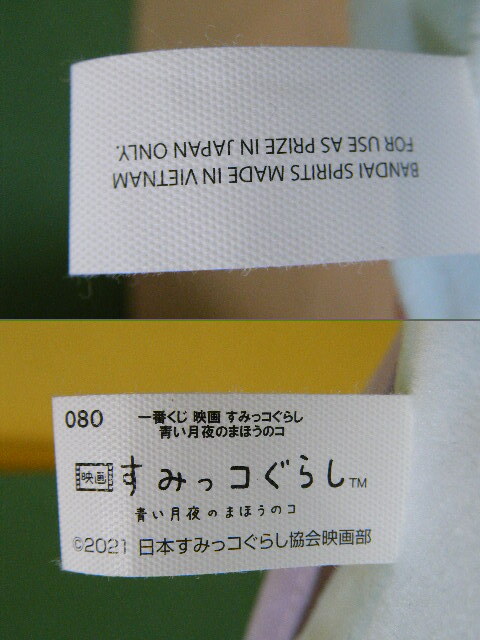 BANDAI SPIRITS MADE IN VIETNAM
FOR USE AS PRIZE IN JAPAN ONLY.
080 一番くじ 映画 すみっコぐらし
青い月夜のまほうのコ
映画 すみっコぐらし™
青い月夜のまほうのコ
©2021 日本すみっコぐらし協会映画部